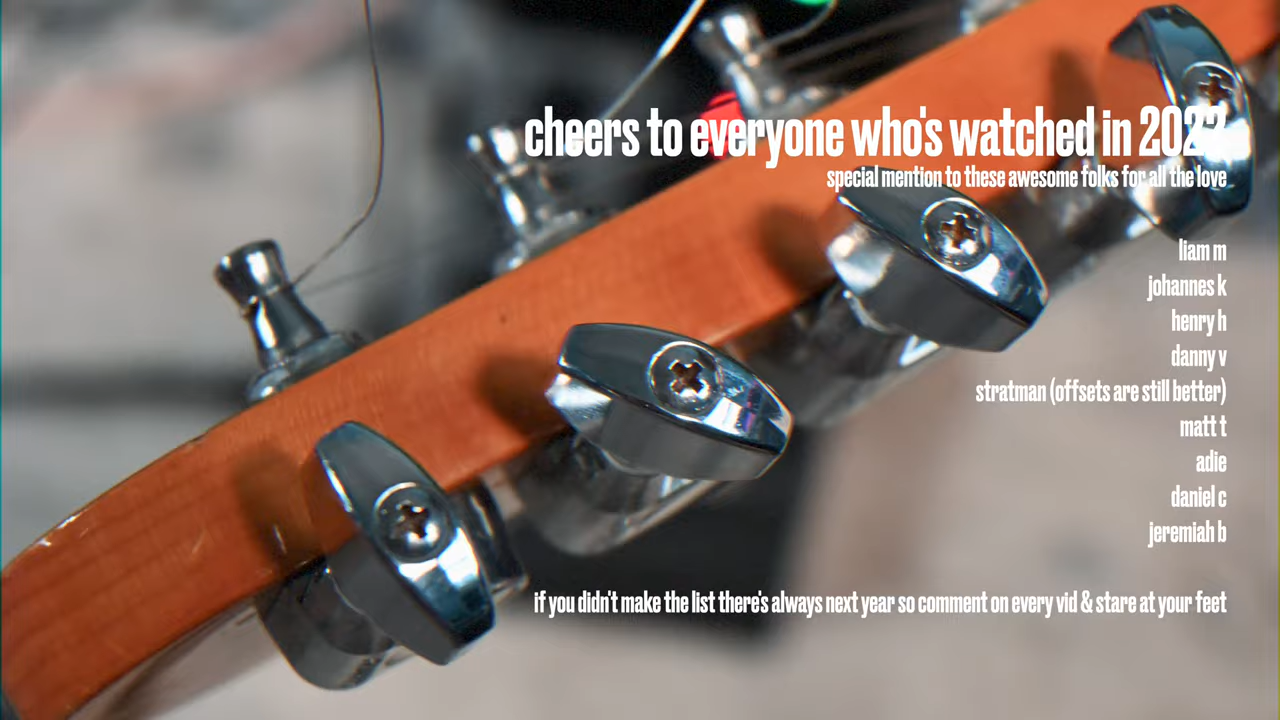 cheers to everyone who's watched in 2023
special mention to these awesome folks for all the love
liam m
johannes k
henry h
danny v
stratman (offsets are still better)
matt t
adie
daniel c
jeremiah b
if you didn't make the list there's always next year so comment on every vid & stare at your feet